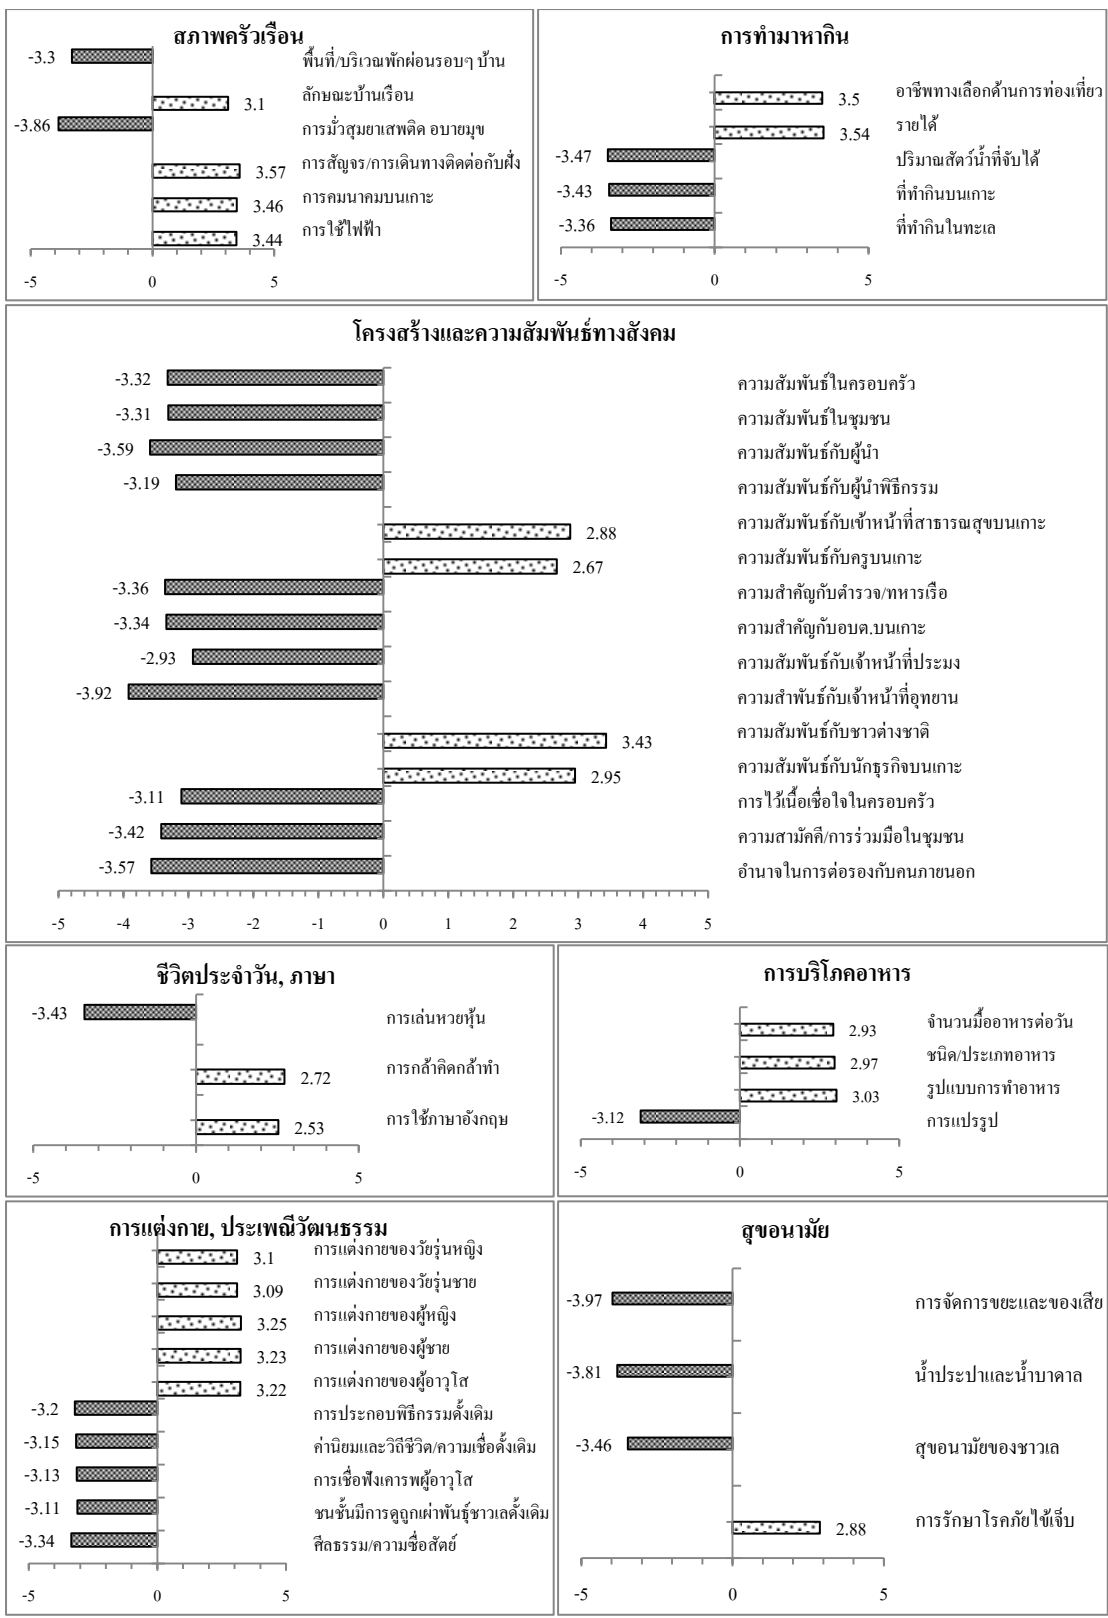 สภาพครัวเรือน
-3.3 พื้นที่/บริเวณพักผ่อนรอบๆ บ้าน
3.1 ลักษณะบ้านเรือน
-3.86 การมั่วสุมยาเสพติด อบายมุข
3.57 การสัญจร/การเดินทางติดต่อกับฝั่ง
3.46 การคมนาคมบนเกาะ
3.44 การใช้ไฟฟ้า
-5 0 5
การทำมาหากิน
3.5 อาชีพทางเลือกด้านการท่องเที่ยว
3.54 รายได้
-3.47 ปริมาณสัตว์น้ำที่จับได้
-3.43 ที่ทำกินบนเกาะ
-3.36 ที่ทำกินในทะเล
-5 0 5
โครงสร้างและความสัมพันธ์ทางสังคม
-3.32 ความสัมพันธ์ในครอบครัว
-3.31 ความสัมพันธ์ในชุมชน
-3.59 ความสัมพันธ์กับผู้นำ
-3.19 ความสัมพันธ์กับผู้นำพิธีกรรม
2.88 ความสัมพันธ์กับเข้าหน้าที่สาธารณสุขบนเกาะ
2.67 ความสัมพันธ์กับครูบนเกาะ
-3.36 ความสำคัญกับตำรวจ/ทหารเรือ
-3.34 ความสำคัญกับอบต.บนเกาะ
-2.93 ความสัมพันธ์กับเจ้าหน้าที่ประมง
-3.92 ความสำพันธ์กับเจ้าหน้าที่อุทยาน
3.43 ความสัมพันธ์กับชาวต่างชาติ
2.95 ความสัมพันธ์กับนักธุรกิจบนเกาะ
-3.11 การไว้เนื้อเชื่อใจในครอบครัว
-3.42 ความสามัคคี/การร่วมมือในชุมชน
-3.57 อำนาจในการต่อรองกับคนภายนอก
-5 -4 -3 -2 -1 0 1 2 3 4 5
ชีวิตประจำวัน, ภาษา
-3.43 การเล่นหวยหุ้น
2.72 การกล้าคิดกล้าทำ
2.53 การใช้ภาษาอังกฤษ
-5 0 5
การบริโภคอาหาร
2.93 จำนวนมื้ออาหารต่อวัน
2.97 ชนิด/ประเภทอาหาร
3.03 รูปแบบการทำอาหาร
-3.12 การแปรรูป
-5 0 5
การแต่งกาย, ประเพณีวัฒนธรรม
3.1 การแต่งกายของวัยรุ่นหญิง
3.09 การแต่งกายของวัยรุ่นชาย
3.25 การแต่งกายของผู้หญิง
3.23 การแต่งกายของผู้ชาย
3.22 การแต่งกายของผู้อาวุโส
-3.2 การประกอบพิธีกรรมดั้งเดิม
-3.15 ค่านิยมและวิถีชีวิต/ความเชื่อดั้งเดิม
-3.13 การเชื่อฟังเคารพผู้อาวุโส
-3.11 ชนชั้นมีการดูถูกเผ่าพันธุ์ชาวเลดั้งเดิม
-3.34 ศีลธรรม/ความซื่อสัตย์
-5 0 5
สุขอนามัย
-3.97 การจัดการขยะและของเสีย
-3.81 น้ำประปาและน้ำบาดาล
-3.46 สุขอนามัยของชาวเล
2.88 การรักษาโรคภัยไข้เจ็บ
-5 0 5